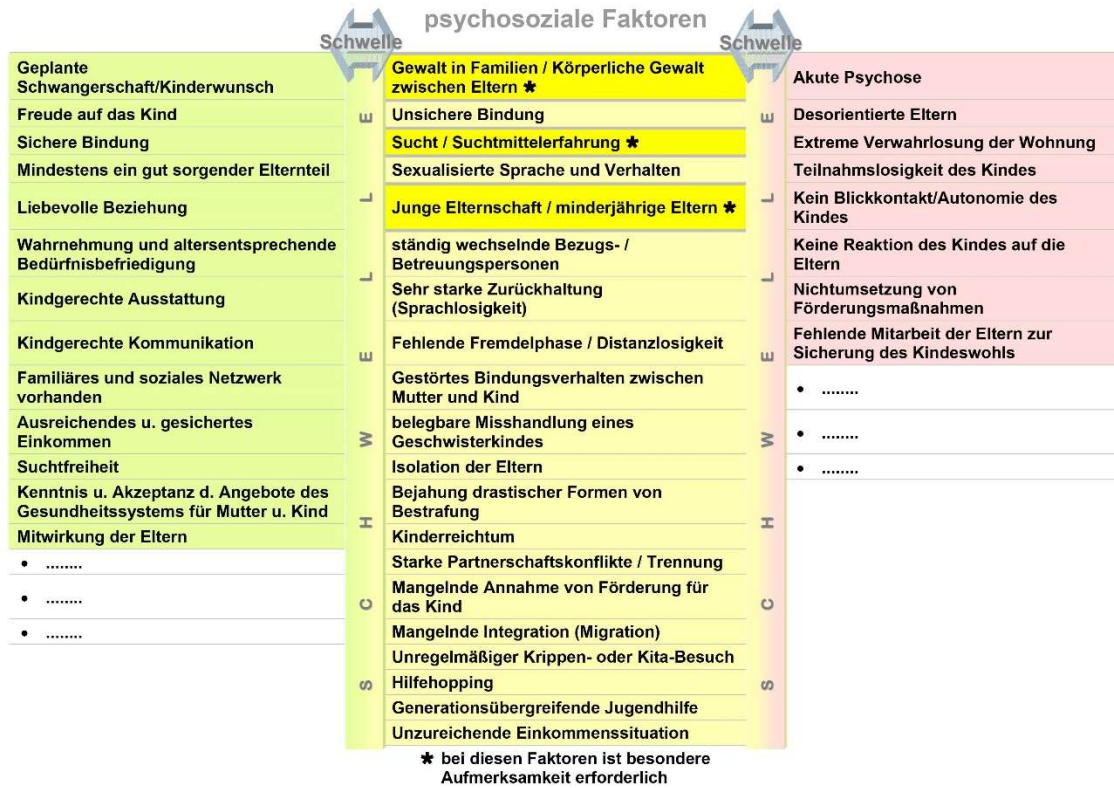 psychosoziale Faktoren
Schwelle
Schwelle
Geplante
Schwangerschaft/Kinderwunsch
Freude auf das Kind
Sichere Bindung
Mindestens ein gut sorgender Elternteil
Liebevolle Beziehung
Wahrnehmung und altersentsprechende
Bedürfnisbefriedigung
Kindgerechte Ausstattung
Kindgerechte Kommunikation
Familiäres und soziales Netzwerk
vorhanden
Ausreichendes u. gesichertes
Einkommen
Suchtfreiheit
Kenntnis u. Akzeptanz d. Angebote des
Gesundheitssystems für Mutter u. Kind
Mitwirkung der Eltern
• ........
• ........
• ........
SCHWELLE
Gewalt in Familien / Körperliche Gewalt
zwischen Eltern *
Unsichere Bindung
Sucht / Suchtmittelerfahrung *
Sexualisierte Sprache und Verhalten
Junge Elternschaft / minderjährige Eltern *
ständig wechselnde Bezugs- /
Betreuungspersonen
Sehr starke Zurückhaltung
(Sprachlosigkeit)
Fehlende Fremdelphase / Distanzlosigkeit
Gestörtes Bindungsverhalten zwischen
Mutter und Kind
belegbare Misshandlung eines
Geschwisterkindes
Isolation der Eltern
Bejahung drastischer Formen von
Bestrafung
Kinderreichtum
Starke Partnerschaftskonflikte / Trennung
Mangelnde Annahme von Förderung für
das Kind
Mangelnde Integration (Migration)
Unregelmäßiger Krippen- oder Kita-Besuch
Hilfehopping
Generationsübergreifende Jugendhilfe
Unzureichende Einkommenssituation
* bei diesen Faktoren ist besondere
Aufmerksamkeit erforderlich
SCHWELLE
Akute Psychose
Desorientierte Eltern
Extreme Verwahrlosung der Wohnung
Teilnahmslosigkeit des Kindes
Kein Blickkontakt/Autonomie des
Kindes
Keine Reaktion des Kindes auf die
Eltern
Nichtumsetzung von
Förderungsmaßnahmen
Fehlende Mitarbeit der Eltern zur
Sicherung des Kindeswohls
• ........
• ........
• ........